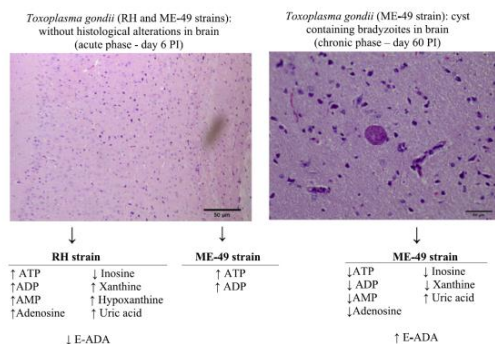 Toxoplasma gondii (RH and ME-49 strains):
without histological alterations in brain
(acute phase - day 6 PI)
Toxoplasma gondii (ME-49 strain): cyst
containing bradyzoites in brain
(chronic phase – day 60 PI)
50 µm
↓
RH strain
↑ ATP ↓ Inosine
↑ADP ↑ Xanthine
↑AMP ↑ Hypoxanthine
↑Adenosine ↑ Uric acid
↓ E-ADA
↓
ME-49 strain
↑ ATP
↑ ADP
↓
ME-49 strain
↓ATP ↓ Inosine
↓ ADP ↓ Xanthine
↓AMP ↑ Uric acid
↓Adenosine
↑ E-ADA